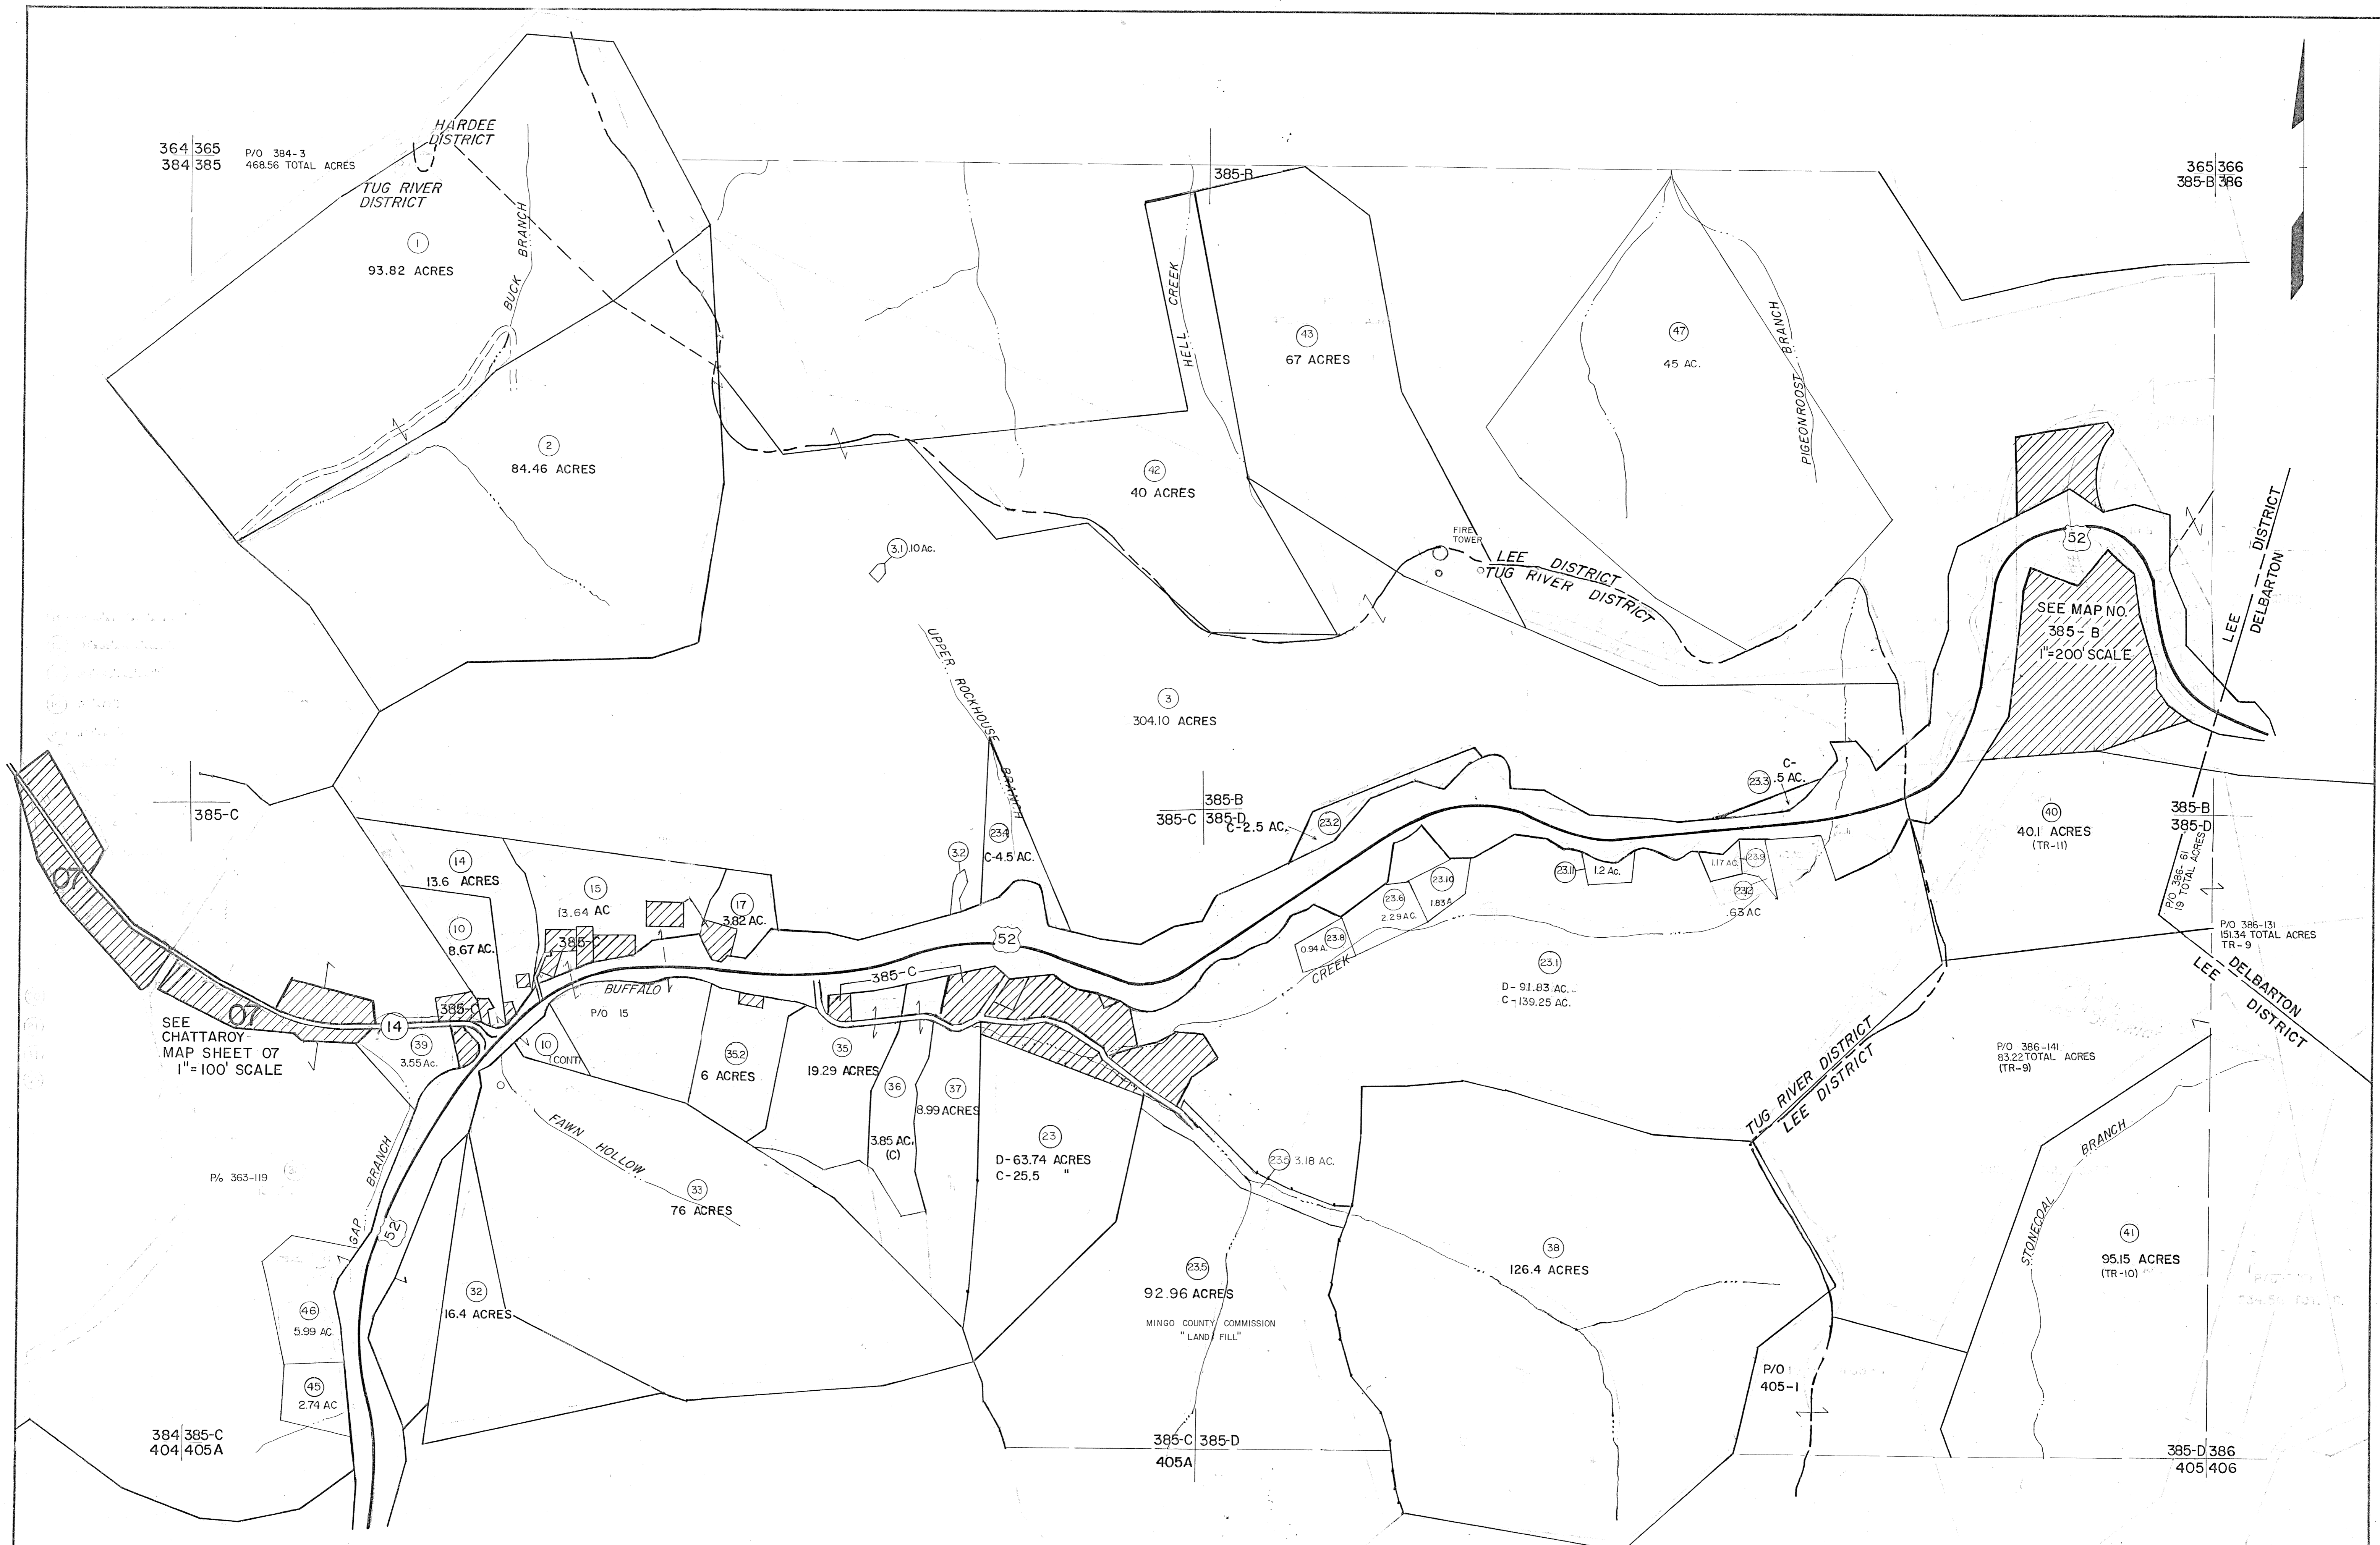 364 365
384 385
P/O 384-3
468.56 TOTAL ACRES
HARDEE
DISTRICT
TUG RIVER
DISTRICT
1
93.82 ACRES
BUCK BRANCH
385-B
365 366
385-B 386
HELL CREEK
43
67 ACRES
47
45 AC.
PIGEONROOST BRANCH
2
84.46 ACRES
42
40 ACRES
3.1 .10 Ac.
FIRE
TOWER
LEE DISTRICT
TUG RIVER DISTRICT
52
SEE MAP NO.
385-B
1"=200' SCALE
LEE DISTRICT
DELBARTON
UPPER ROCKHOUSE BRANCH
3
304.10 ACRES
385-C
385-B
385-C 385-D
C-2.5 AC.
23.2
23.3
C-
.5 AC.
40
40.1 ACRES
(TR-11)
385-B
385-D
P/O 386-61
19 TOTAL ACRES
07
14
13.6 ACRES
15
13.64 AC
17
3.82 AC.
3.2
23.4
C-4.5 AC.
10
8.67 AC.
385-C
52
23.11
1.2 Ac.
1.17 AC.
23.9
23.12
.63 AC
23.10
1.83 A.
23.6
2.29 AC.
23.8
0.94 A.
CREEK
23.1
D-91.83 AC.
C-139.25 AC.
P/O 386-131
151.34 TOTAL ACRES
TR-9
DELBARTON
LEE DISTRICT
07
SEE
CHATTAROY
MAP SHEET 07
1"=100' SCALE
14
385-C
39
3.55 Ac.
BUFFALO
P/O 15
385-C
10
(CONT)
35.2
6 ACRES
35
19.29 ACRES
36
3.85 AC.
(C)
37
8.99 ACRES
23
D-63.74 ACRES
C-25.5 "
TUG RIVER DISTRICT
LEE DISTRICT
P/O 386-141
83.22 TOTAL ACRES
(TR-9)
FAWN HOLLOW
P/o 363-119
GAP BRANCH
52
33
76 ACRES
23.5 3.18 AC.
STONECOAL BRANCH
41
95.15 ACRES
(TR-10)
38
126.4 ACRES
23.5
92.96 ACRES
MINGO COUNTY COMMISSION
"LAND FILL"
32
16.4 ACRES
46
5.99 AC.
45
2.74 AC
P/O
405-1
384 385-C
404 405A
385-C 385-D
405A
385-D 386
405 406